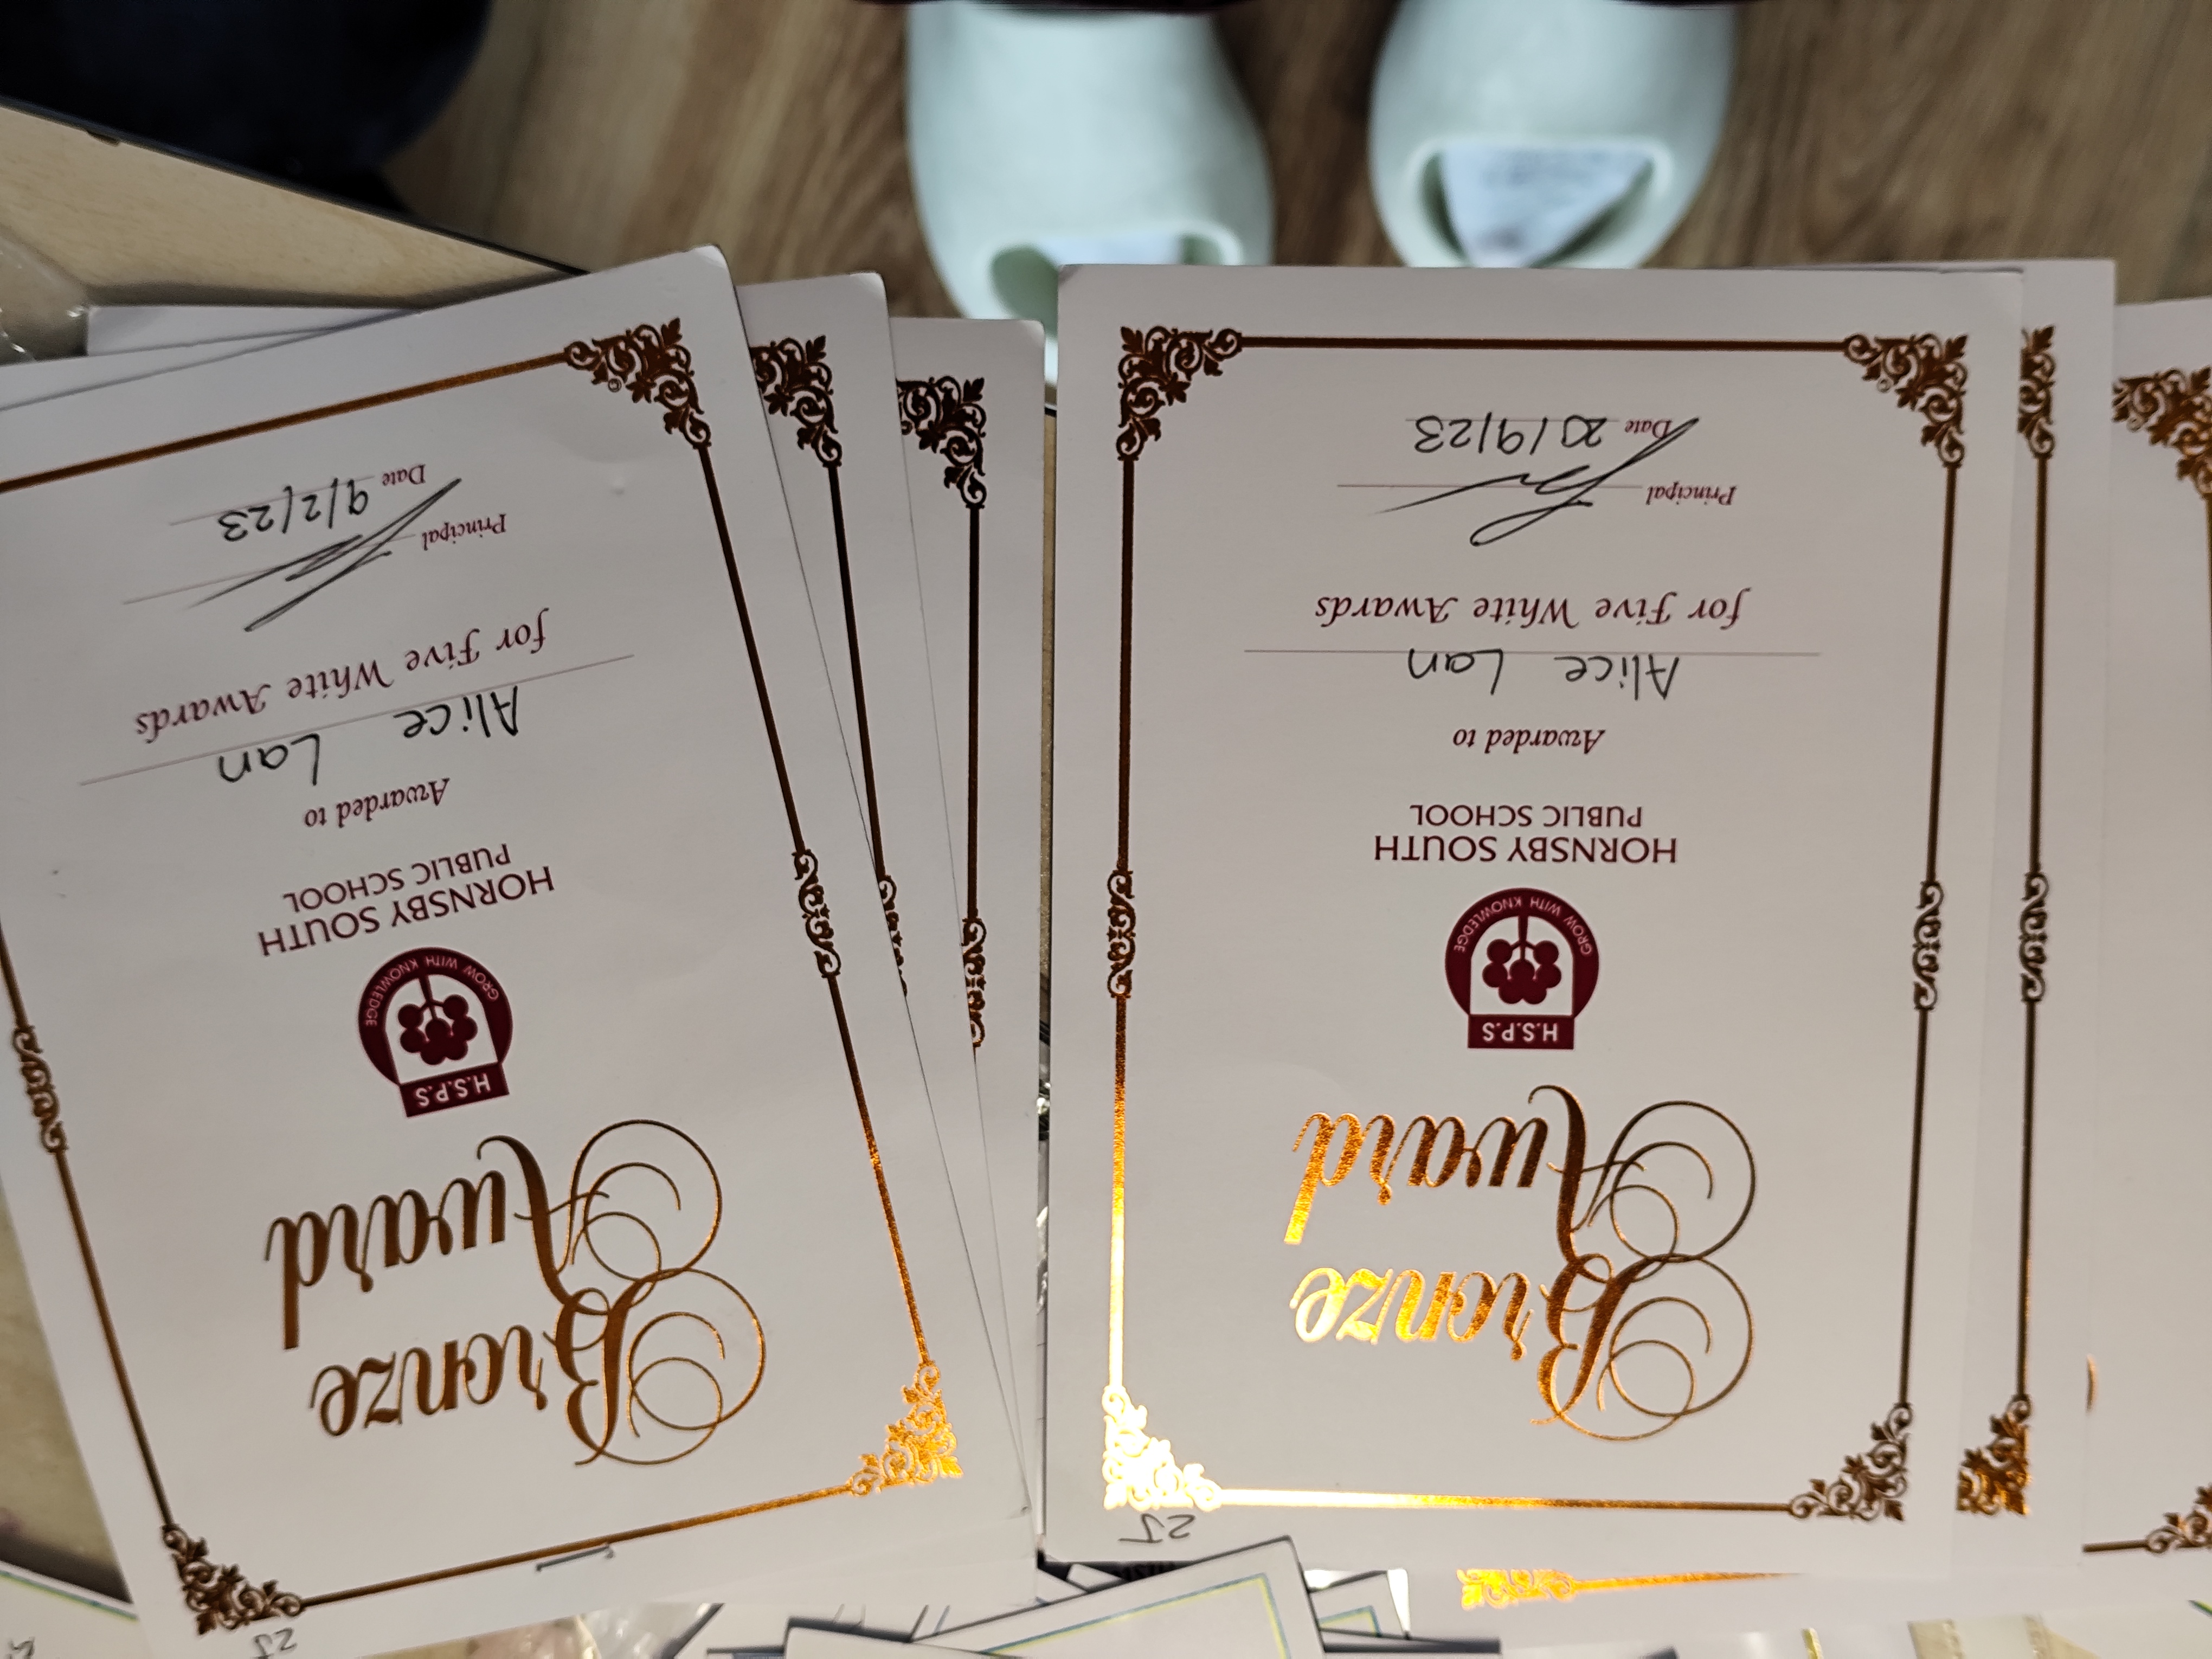 2J
Bronze
Award
H.S.P.S
GROW WITH KNOWLEDGE
HORNSBY SOUTH
PUBLIC SCHOOL
Awarded to
Alice Lan
for Five White Awards
Principal
Date 20/9/23
2J
Bronze
Award
H.S.P.S
GROW WITH KNOWLEDGE
HORNSBY SOUTH
PUBLIC SCHOOL
Awarded to
Alice Lan
for Five White Awards
Principal
Date 9/2/23